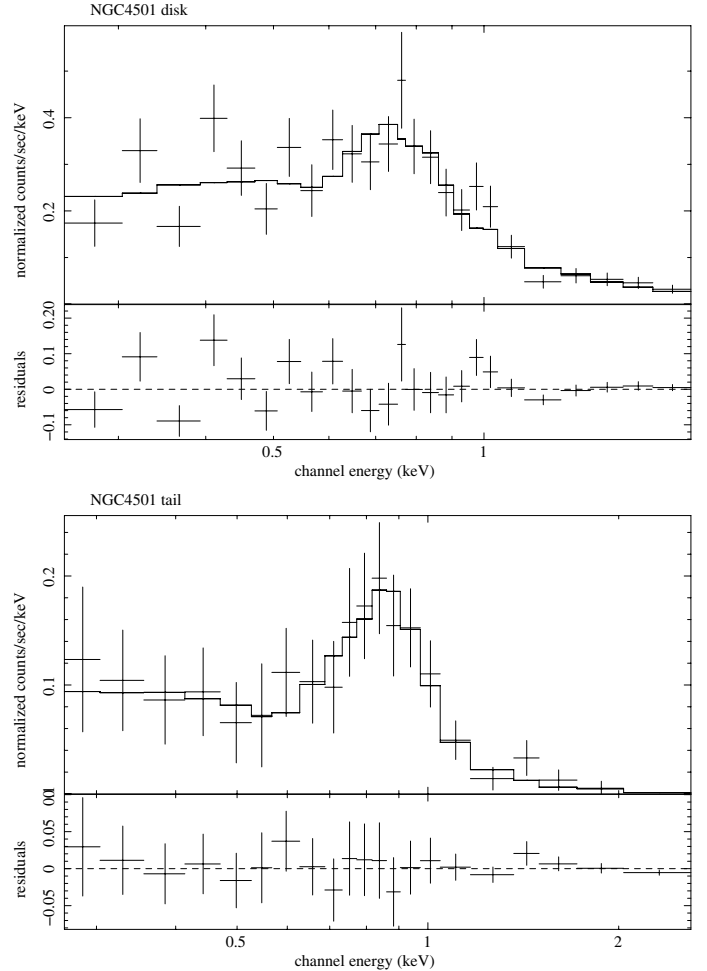 NGC4501 disk
normalized counts/sec/keV
0.2
0.4
residuals
-0.1
0
0.1
0.20
0.5
1
channel energy (keV)
NGC4501 tail
normalized counts/sec/keV
0
0.1
0.2
residuals
-0.05
0
0.05
0.5
1
2
channel energy (keV)